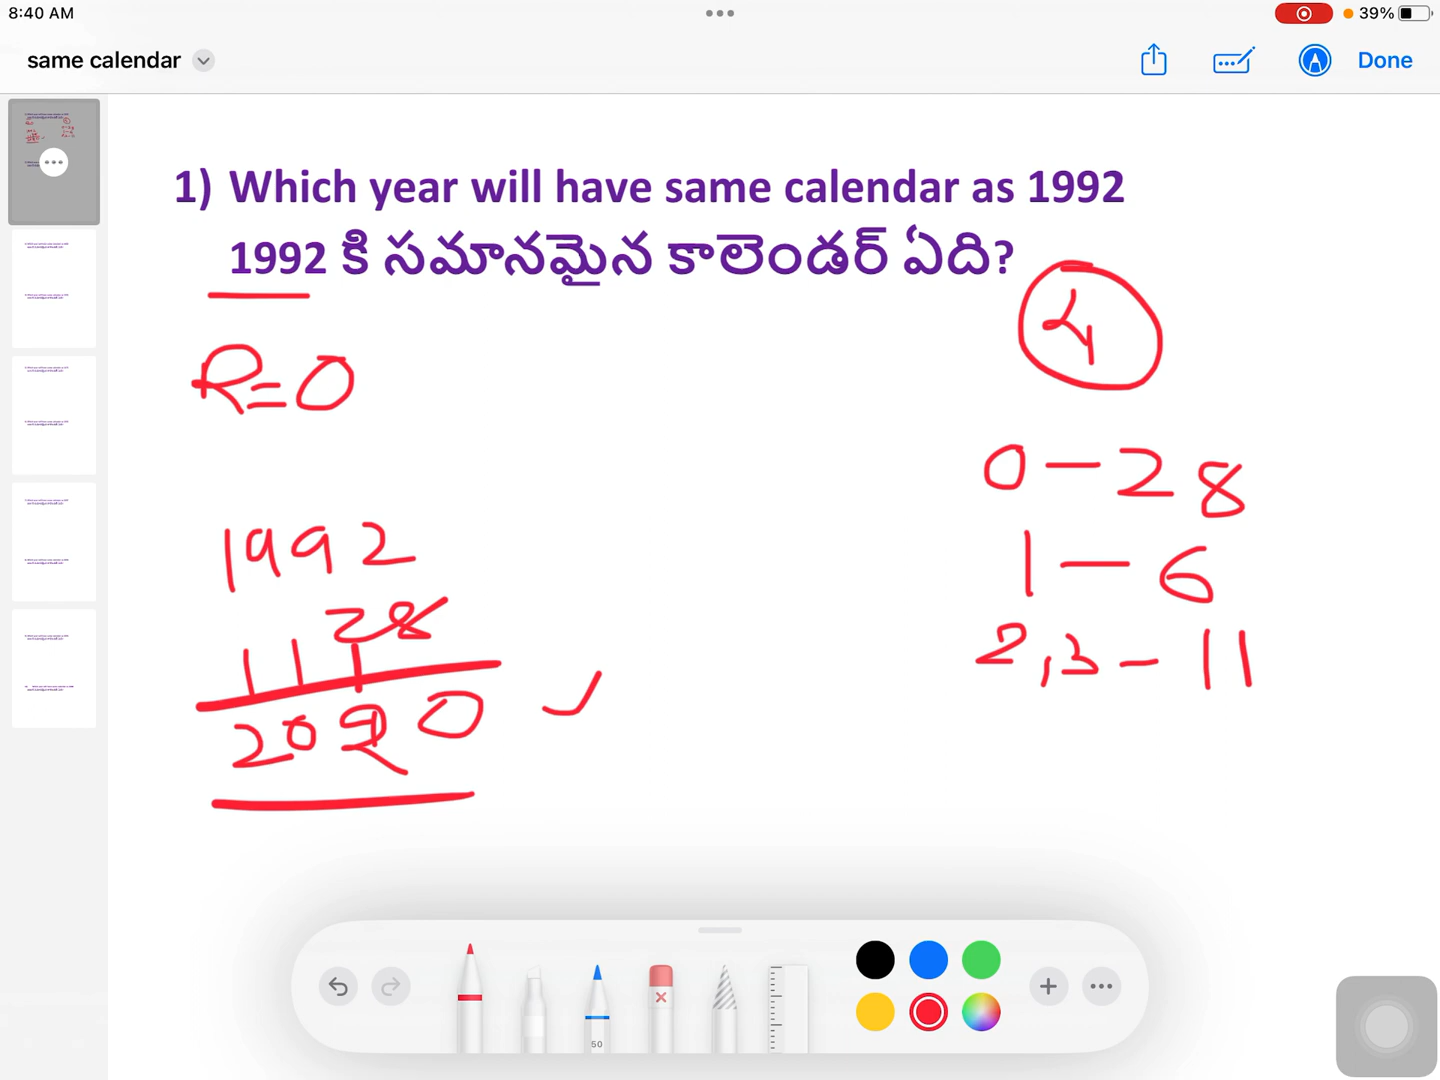 8:40 AM
39%
same calendar
Done
1) Which year will have same calendar as 1992
1992 కి సమానమైన కాలెండర్ ఏది?
4
R=0
0 – 28
1992
1 – 6
28
2,3 – 11
111
2020
50